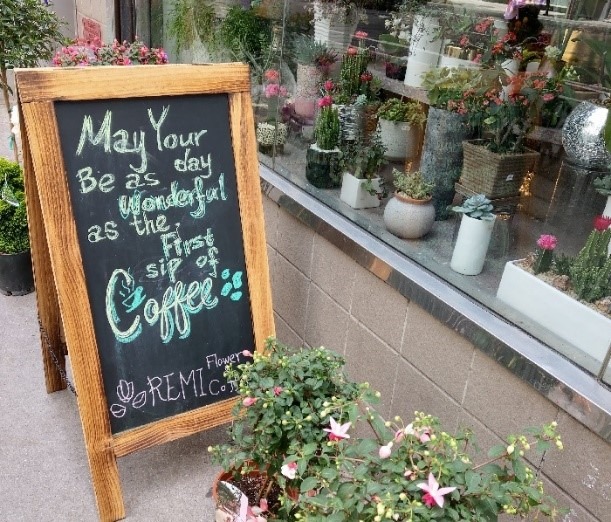 May Your
Be as day
Wonderful
as the
First
sip of
Coffee
Flower
REMI Co.